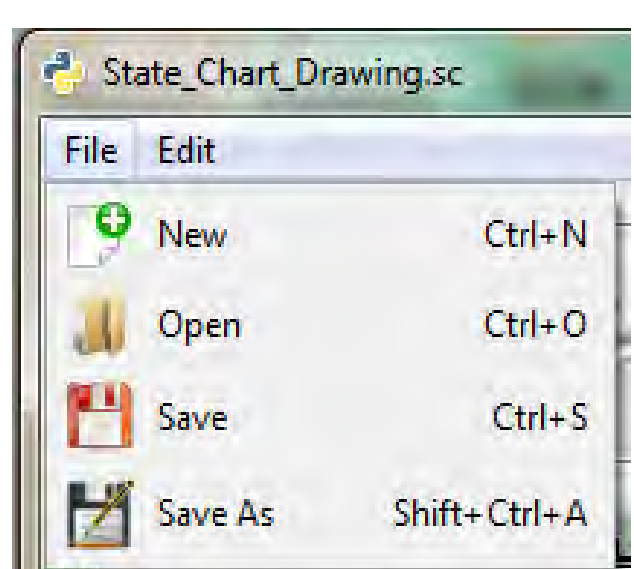 State_Chart_Drawing.sc
File Edit
New Ctrl+N
Open Ctrl+O
Save Ctrl+S
Save As Shift+Ctrl+A